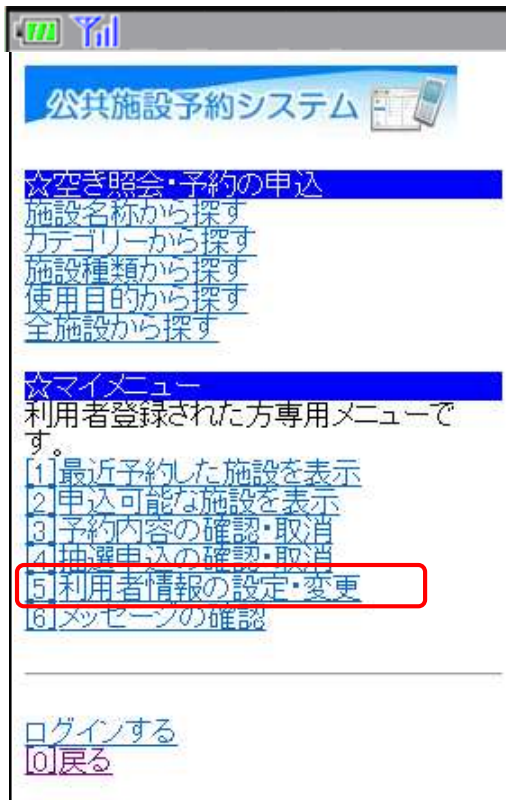 公共施設予約システム
☆空き照会・予約の申込
施設名称から探す
カテゴリーから探す
施設種類から探す
使用目的から探す
全施設から探す
☆マイメニュー
利用者登録された方専用メニューで
す。
[1]最近予約した施設を表示
[2]申込可能な施設を表示
[3]予約内容の確認・取消
[4]抽選申込の確認・取消
[5]利用者情報の設定・変更
[6]メッセージの確認
ログインする
[0]戻る